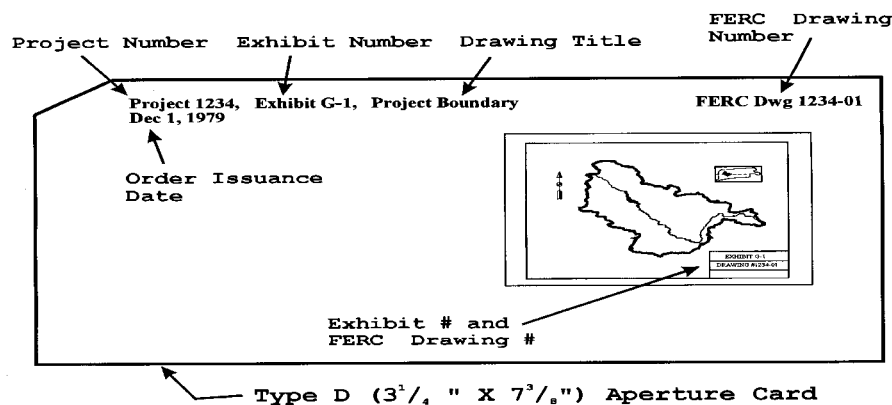 FERC Drawing
Number
Project Number Exhibit Number Drawing Title
Project 1234, Exhibit G-1, Project Boundary FERC Dwg 1234-01
Dec 1, 1979
Order Issuance
Date
EXHIBIT G-1
DRAWING #1234-01
Exhibit # and
FERC Drawing #
Type D (3¹/₄ " X 7³/₈") Aperture Card